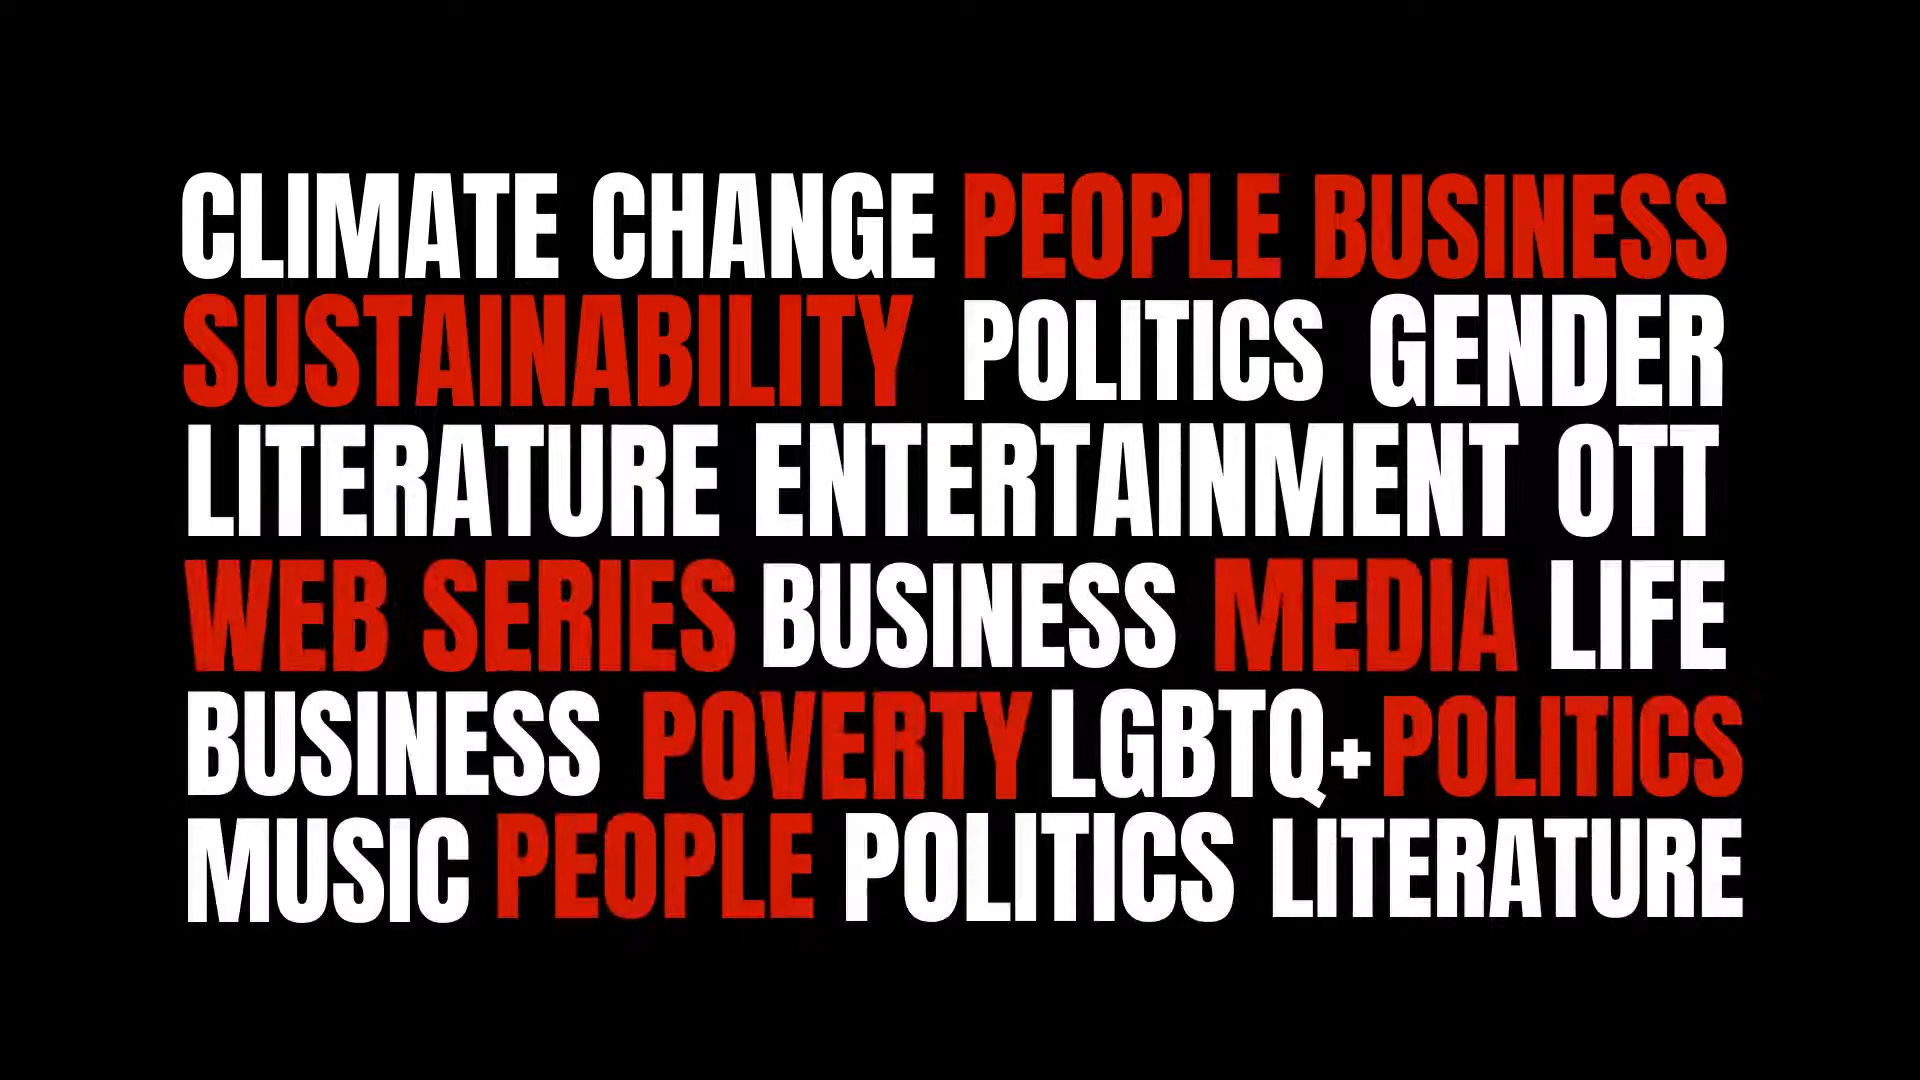 CLIMATE CHANGE PEOPLE BUSINESS
SUSTAINABILITY POLITICS GENDER
LITERATURE ENTERTAINMENT OTT
WEB SERIES BUSINESS MEDIA LIFE
BUSINESS POVERTY LGBTQ+ POLITICS
MUSIC PEOPLE POLITICS LITERATURE